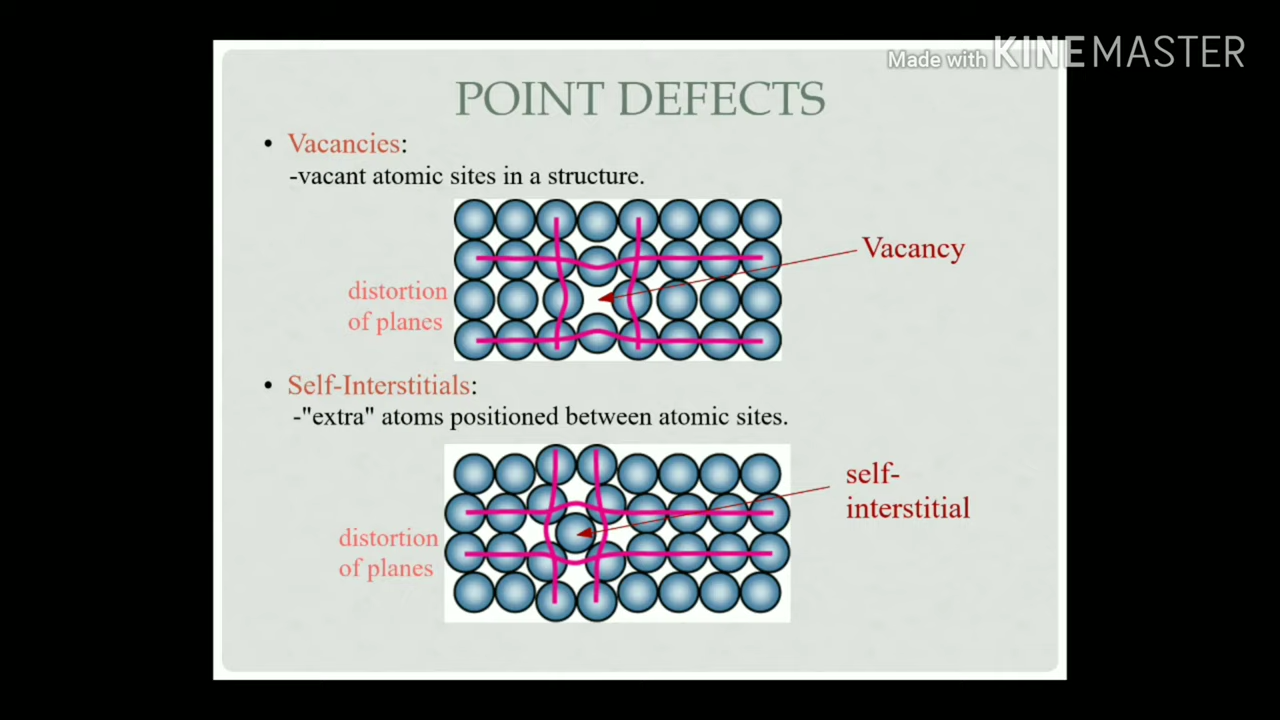 Made with KINEMASTER
POINT DEFECTS
• Vacancies:
-vacant atomic sites in a structure.
Vacancy
distortion
of planes
• Self-Interstitials:
-"extra" atoms positioned between atomic sites.
self-
interstitial
distortion
of planes